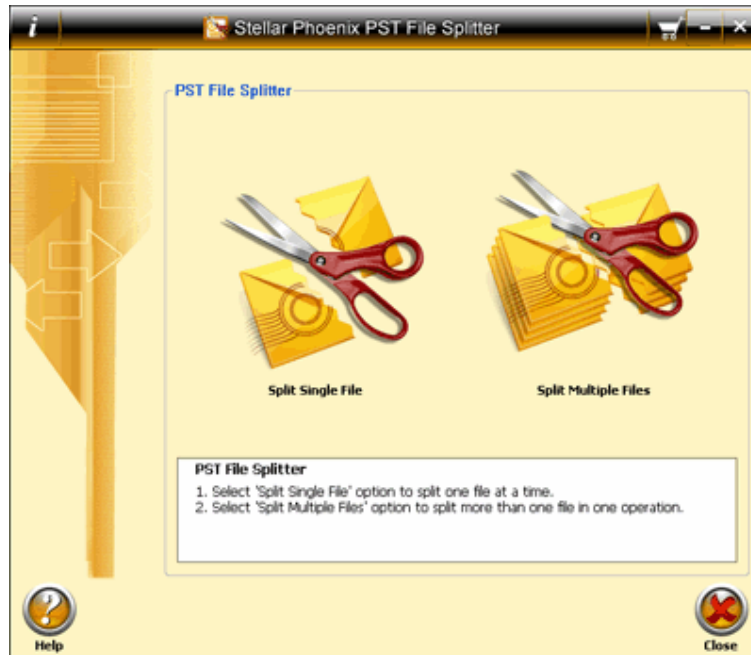 i
Stellar Phoenix PST File Splitter
PST File Splitter
Split Single File
Split Multiple Files
PST File Splitter
1. Select 'Split Single File' option to split one file at a time.
2. Select 'Split Multiple Files' option to split more than one file in one operation.
?
Help
Close